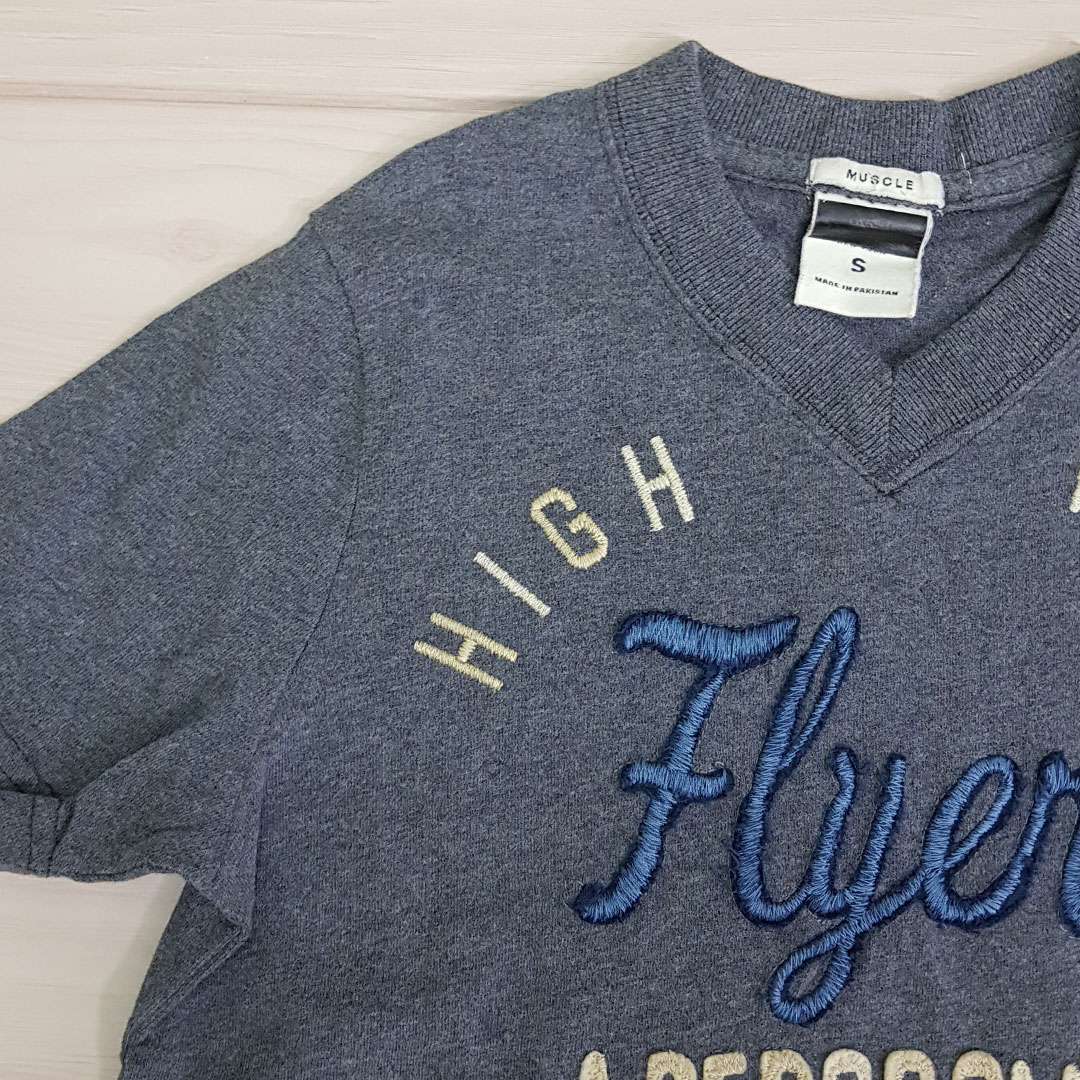 MUSCLE
S
MADE IN PAKISTAN
HIGH
Flyer